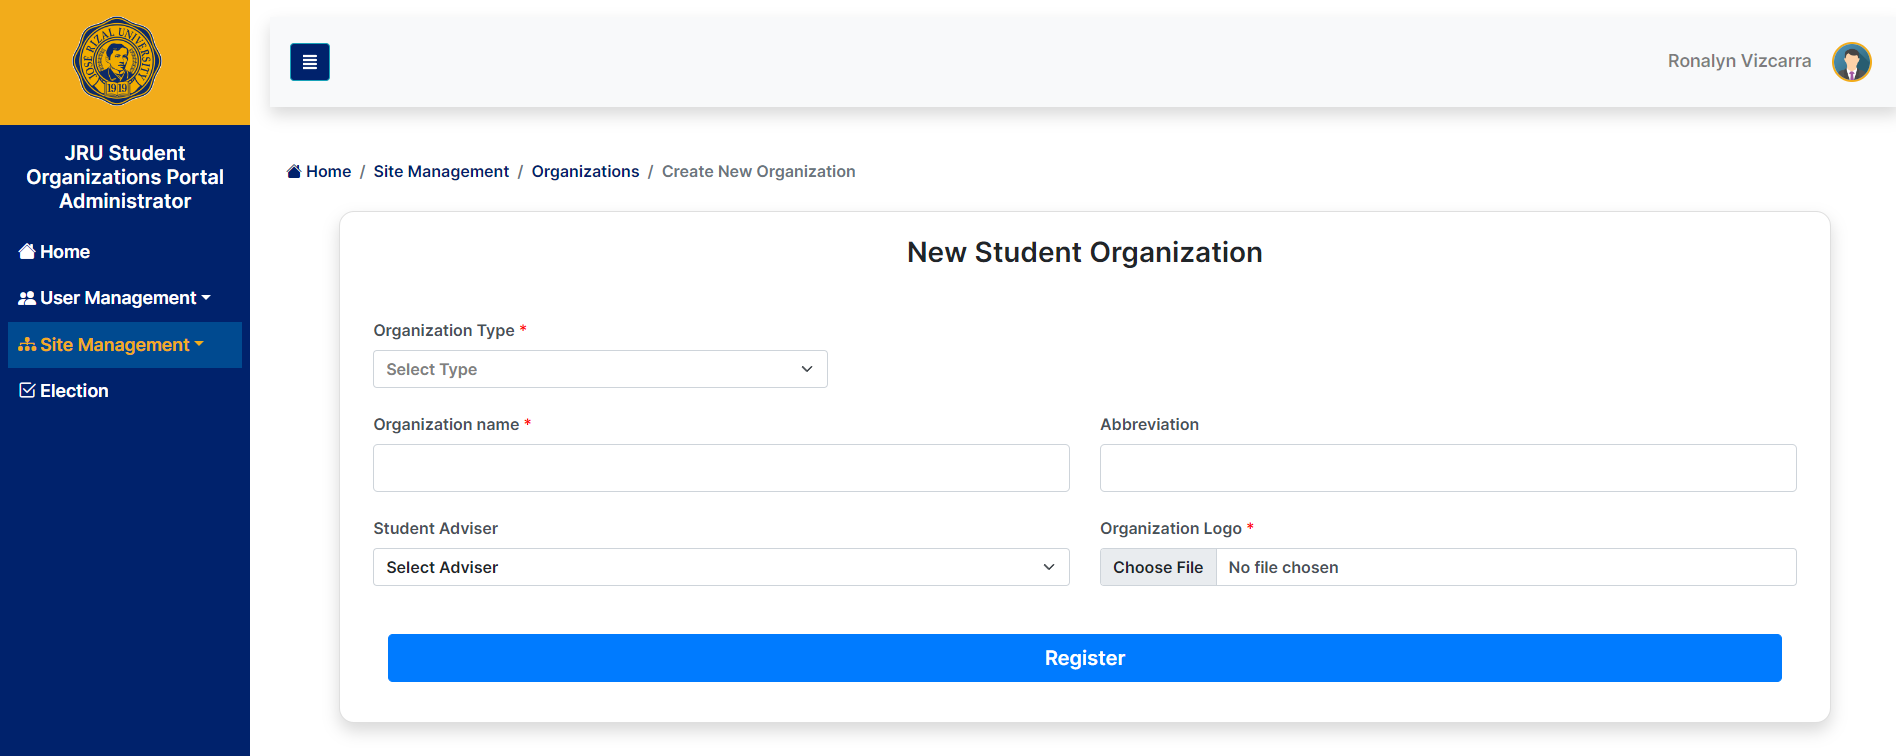 JOSE RIZAL UNIVERSITY
1919
JRU Student
Organizations Portal
Administrator
Home
User Management
Site Management
Election
Ronalyn Vizcarra
Home / Site Management / Organizations / Create New Organization
New Student Organization
Organization Type *
Select Type
Organization name *
Abbreviation
Student Adviser
Organization Logo *
Select Adviser
Choose File No file chosen
Register